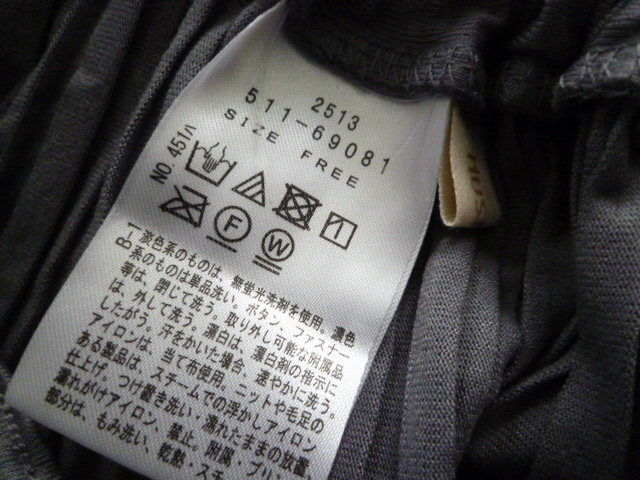 2513
511-69081
SIZE FREE
NO 451
F W
淡色系のものは、無蛍光洗剤を使用。濃色
系のものは単品洗い。ボタン、ファスナー
等は、閉じて洗う。取り外し可能な附属品
は、外して洗う。漂白は、漂白剤の指示に
したがう。汗をかいた場合、速やかに洗う。
アイロンは、当て布使用。ニットや毛足の
ある製品は、スチームでの浮かしアイロン
仕上げ。つけ置き洗い・濡れたままの放置、
濡れがけアイロン、禁止。附属・プリン
部分は、もみ洗い、乾熱・スチ